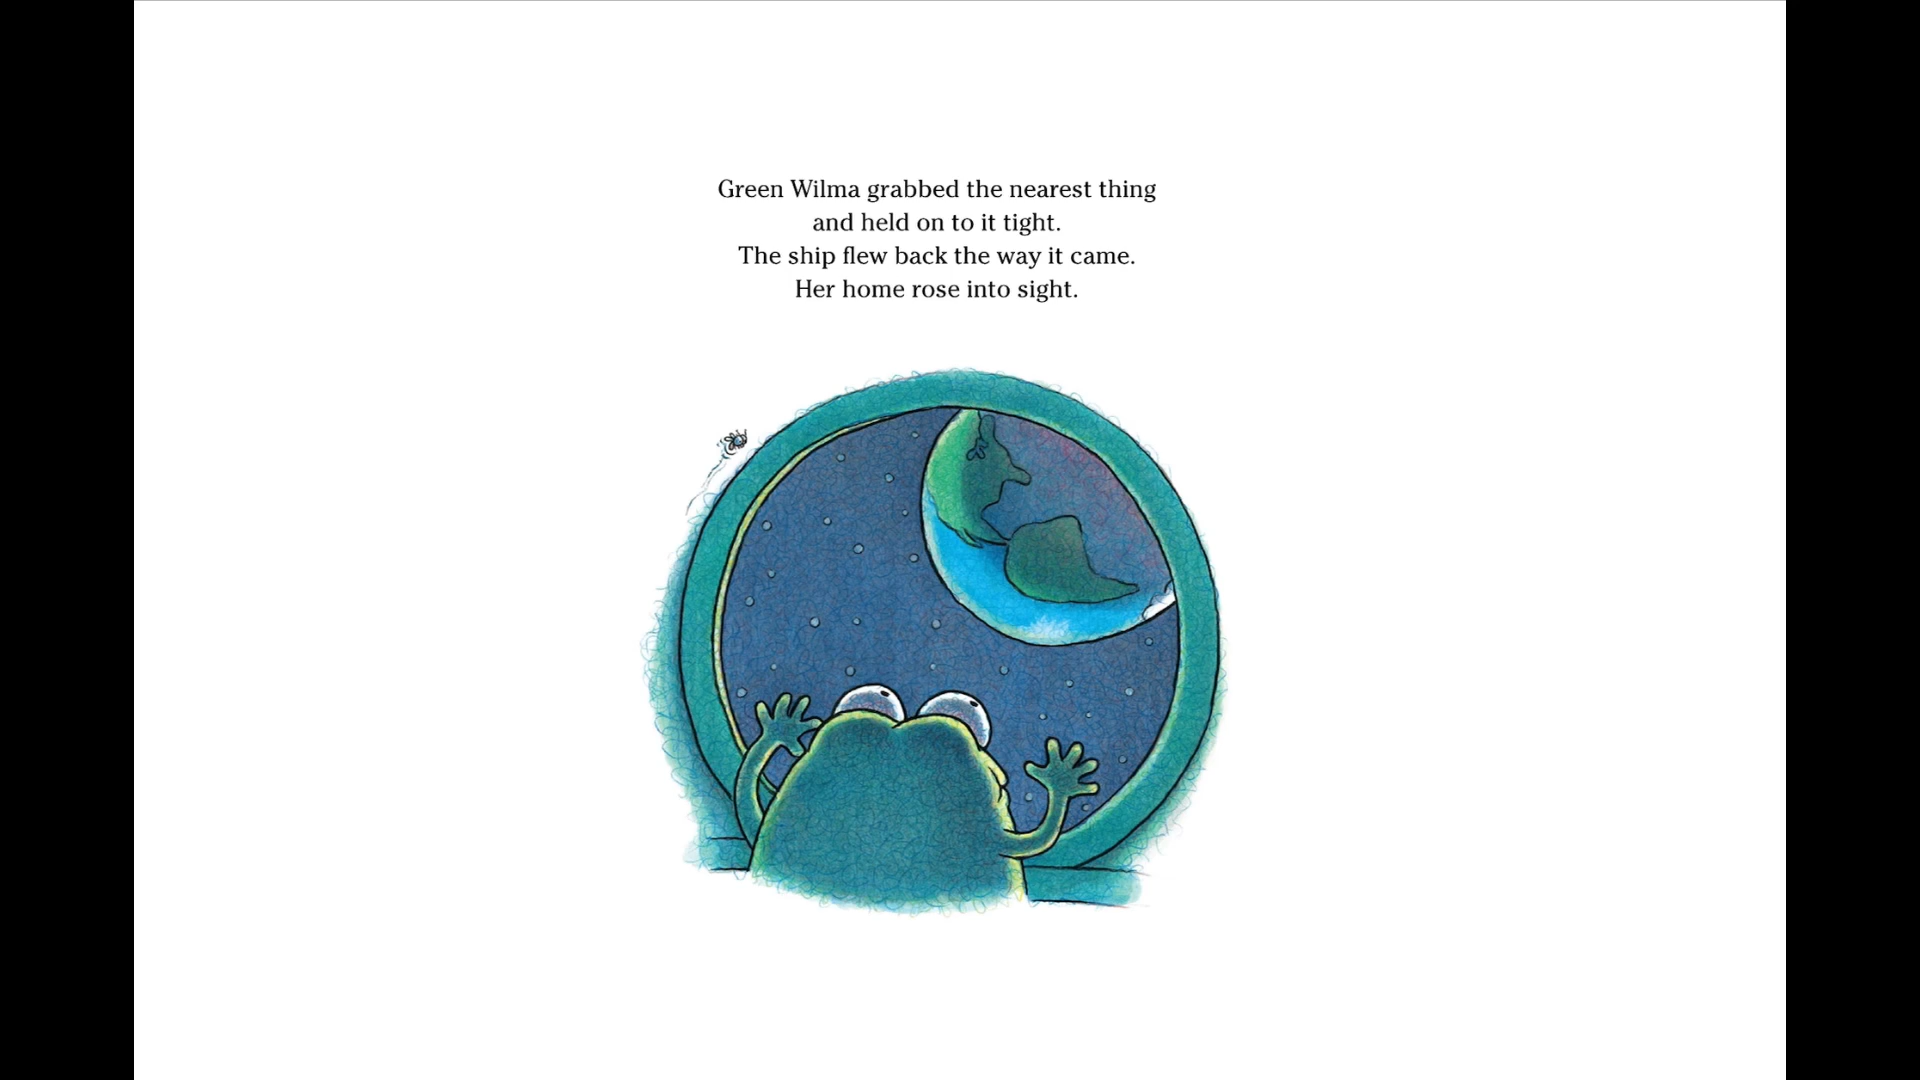 Green Wilma grabbed the nearest thing
and held on to it tight.
The ship flew back the way it came.
Her home rose into sight.